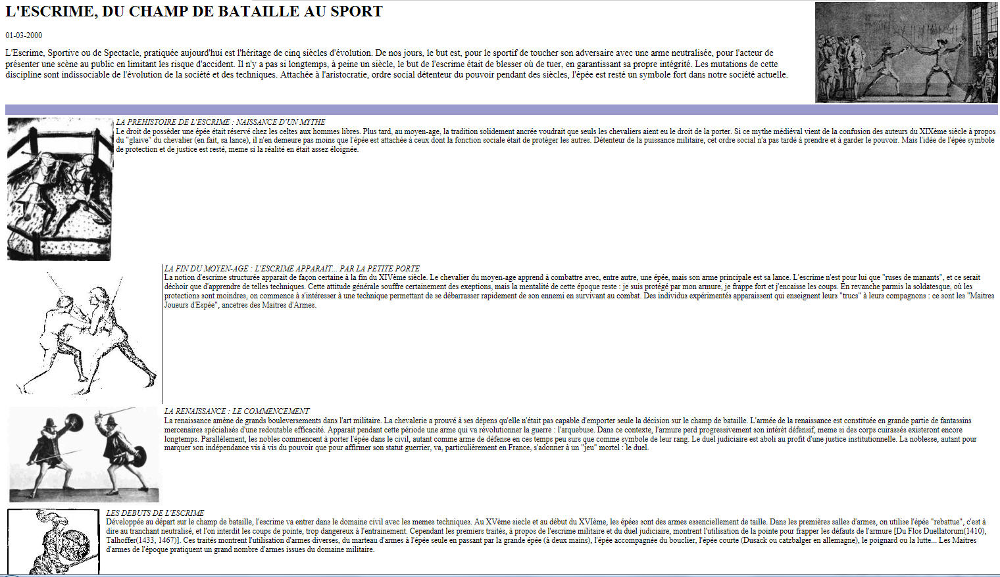 L'ESCRIME, DU CHAMP DE BATAILLE AU SPORT
01-03-2000
L'Escrime, Sportive ou de Spectacle, pratiquée aujourd'hui est l'héritage de cinq siècles d'évolution. De nos jours, le but est, pour le sportif de toucher son adversaire avec une arme neutralisée, pour l'acteur de
présenter une scène au public en limitant les risque d'accident. Il n'y a pas si longtemps, à peine un siècle, le but de l'escrime était de blesser où de tuer, en garantissant sa propre intégrité. Les mutations de cette
discipline sont indissociable de l'évolution de la société et des techniques. Attachée à l'aristocratie, ordre social détenteur du pouvoir pendant des siècles, l'épée est resté un symbole fort dans notre société actuelle.
LA PREHISTOIRE DE L'ESCRIME : NAISSANCE D'UN MYTHE
Le droit de possèder une épée était réservé chez les celtes aux hommes libres. Plus tard, au moyen-age, la tradition solidement ancrée voudrait que seuls les chevaliers aient eu le droit de la porter. Si ce mythe médiéval vient de la confusion des auteurs du XIXème siècle à propos
du "glaive" du chevalier (en fait, sa lance), il n'en demeure pas moins que l'épée est attachée à ceux dont la fonction sociale était de protèger les autres. Détenteur de la puissance militaire, cet ordre social n'a pas tardé à prendre et à garder le pouvoir. Mais l'idée de l'épée symbole
de protection et de justice est resté, meme si la réalité en était assez éloignée.
LA FIN DU MOYEN-AGE : L'ESCRIME APPARAIT... PAR LA PETITE PORTE
La notion d'escrime structurée apparait de façon certaine à la fin du XIVème siècle. Le chevalier du moyen-age apprend à combattre avec, entre autre, une épée, mais son arme principale est sa lance. L'escrime n'est pour lui que "ruses de manants", et ce serait
déchoir que d'apprendre de telles techniques. Cette attitude générale souffre certainement des exeptions, mais la mentalité de cette époque reste : je suis protégé par mon armure, je frappe fort et j'encaisse les coups. En revanche parmis la soldatesque, où les
protections sont moindres, on commence à s'intéresser à une technique permettant de se débarrasser rapidement de son ennemi en survivant au combat. Des individus expérimentés apparaissent qui enseignent leurs "trucs" à leurs compagnons : ce sont les "Maitres
Joueurs d'Espée", ancetres des Maitres d'Armes.
LA RENAISSANCE : LE COMMENCEMENT
La renaissance amène de grands bouleversements dans l'art militaire. La chevalerie a prouvé à ses dépens qu'elle n'était pas capable d'emporter seule la décision sur le champ de bataille. L'armée de la renaissance est constituée en grande partie de fantassins
mercenaires spécialisés d'une redoutable efficacité. Apparait pendant cette période une arme qui va révolutionner la guerre : l'arquebuse. Dans ce contexte, l'armure perd progressivement son intérêt défensif, meme si des corps cuirassés existeront encore
longtemps. Parallèlement, les nobles commencent à porter l'épée dans le civil, autant comme arme de défense en ces temps peu surs que comme symbole de leur rang. Le duel judiciaire est aboli au profit d'une justice institutionnelle. La noblesse, autant pour
marquer son indépendance vis à vis du pouvoir que pour affirmer son statut guerrier, va, particulièrement en France, s'adonner à un "jeu" mortel : le duel.
LES DEBUTS DE L'ESCRIME
Développée au départ sur le champ de bataille, l'escrime va entrer dans le domaine civil avec les memes techniques. Au XVème siecle et au début du XVIème, les épées sont des armes essenciellement de taille. Dans les premières salles d'armes, on utilise l'épée "rebattue", c'est à
dire au tranchant neutralisé, et l'on interdit les coups de pointe, trop dangereux à l'entrainement. Cependant les premiers traités, à propos de l'escrime militaire et du duel judiciaire, montrent l'utilisation de la pointe pour frapper les défauts de l'armure [Du Flos Duellatorum(1410),
Talhoffer(1433, 1467)]. Ces traités montrent l'utilisation d'armes diverses, du marteau d'armes à l'épée seule en passant par la grande épée (à deux mains), l'épée accompagnée du bouclier, l'épée courte (Dusack ou catzbalger en allemagne), le poignard ou la lutte... Les Maitres
d'armes de l'époque pratiquent un grand nombre d'armes issues du domaine militaire.